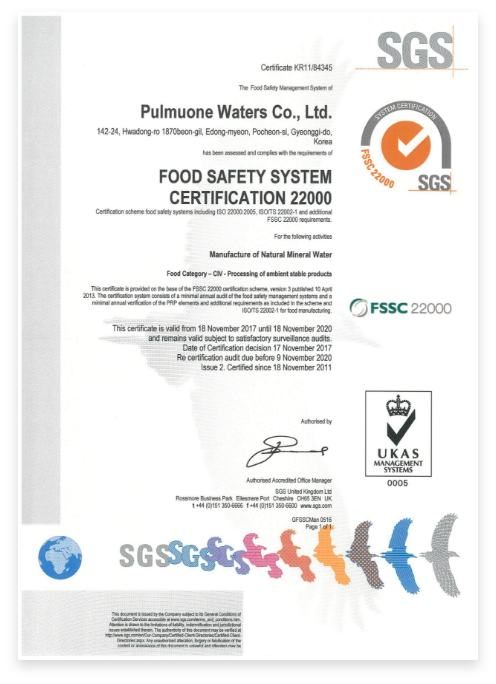 SGS
Certificate KR11/84345
The Food Safety Management System of
Pulmuone Waters Co., Ltd.
142-24, Hwadong-ro 1870beon-gil, Edong-myeon, Pocheon-si, Gyeonggi-do,
Korea
has been assessed and complies with the requirements of
SYSTEM CERTIFICATION
FSSC 22000
SGS
FOOD SAFETY SYSTEM
CERTIFICATION 22000
Certification scheme food safety systems including ISO 22000:2005, ISO/TS 22002-1 and additional
FSSC 22000 requirements.
For the following activities
Manufacture of Natural Mineral Water
Food Category – CIV - Processing of ambient stable products
This certificate is provided on the base of the FSSC 22000 certification scheme, version 3 published 10 April
2013. The certification system consists of a minimal annual audit of the food safety management systems and a
minimal annual verification of the PRP elements and additional requirements as included in the scheme and
ISO/TS 22002-1 for food manufacturing.
FSSC 22000
This certificate is valid from 18 November 2017 until 18 November 2020
and remains valid subject to satisfactory surveillance audits.
Date of Certification decision 17 November 2017
Re certification audit due before 9 November 2020
Issue 2. Certified since 18 November 2011
Authorised by
Authorised Accredited Office Manager
SGS United Kingdom Ltd
Rossmore Business Park Ellesmere Port Cheshire CH65 3EN UK
t +44 (0)151 350-6666 f +44 (0)151 350-6600 www.sgs.com
GFSSCMan 0516
Page 1 of 1
UKAS
MANAGEMENT
SYSTEMS
0005
SGSSGSSGS
This document is issued by the Company subject to its General Conditions of
Certification Services accessible at www.sgs.com/terms_and_conditions.htm.
Attention is drawn to the limitations of liability, indemnification and jurisdictional
issues established therein. The authenticity of this document may be verified at
http://www.sgs.com/en/Our-Company/Certified-Client-Directories/Certified-Client-
Directories.aspx. Any unauthorised alteration, forgery or falsification of the
content or appearance of this document is unlawful and offenders may be